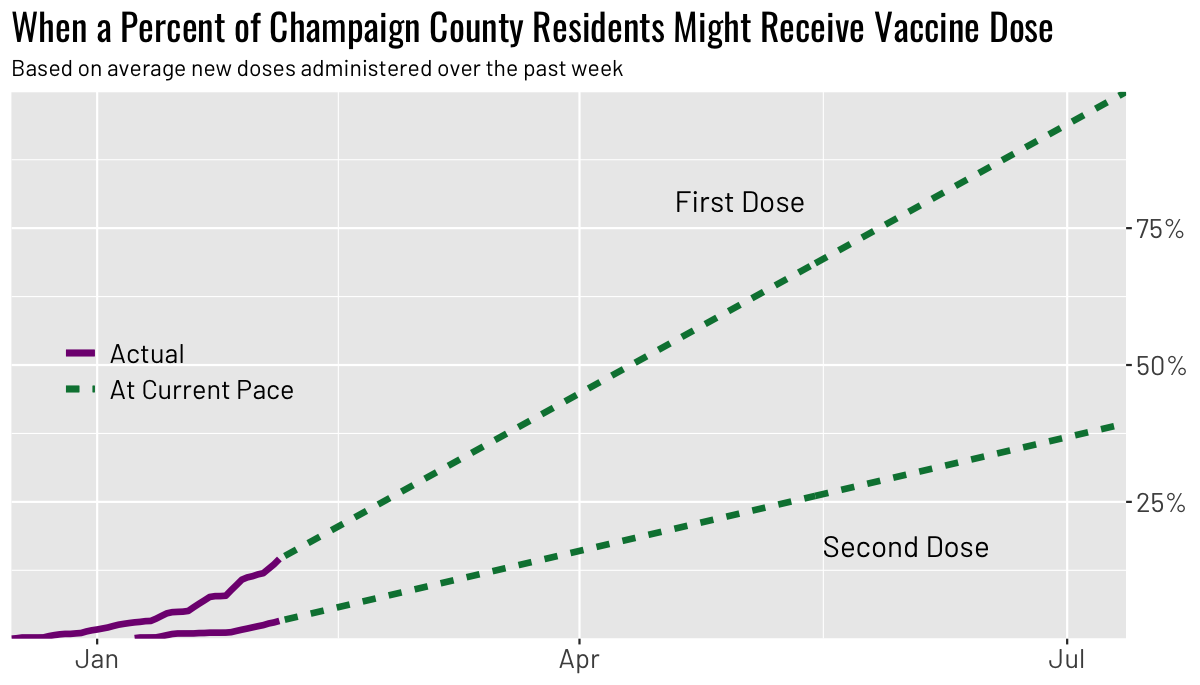 When a Percent of Champaign County Residents Might Receive Vaccine Dose
Based on average new doses administered over the past week
First Dose
75%
Actual
50%
At Current Pace
25%
Second Dose
Jan
Apr
Jul